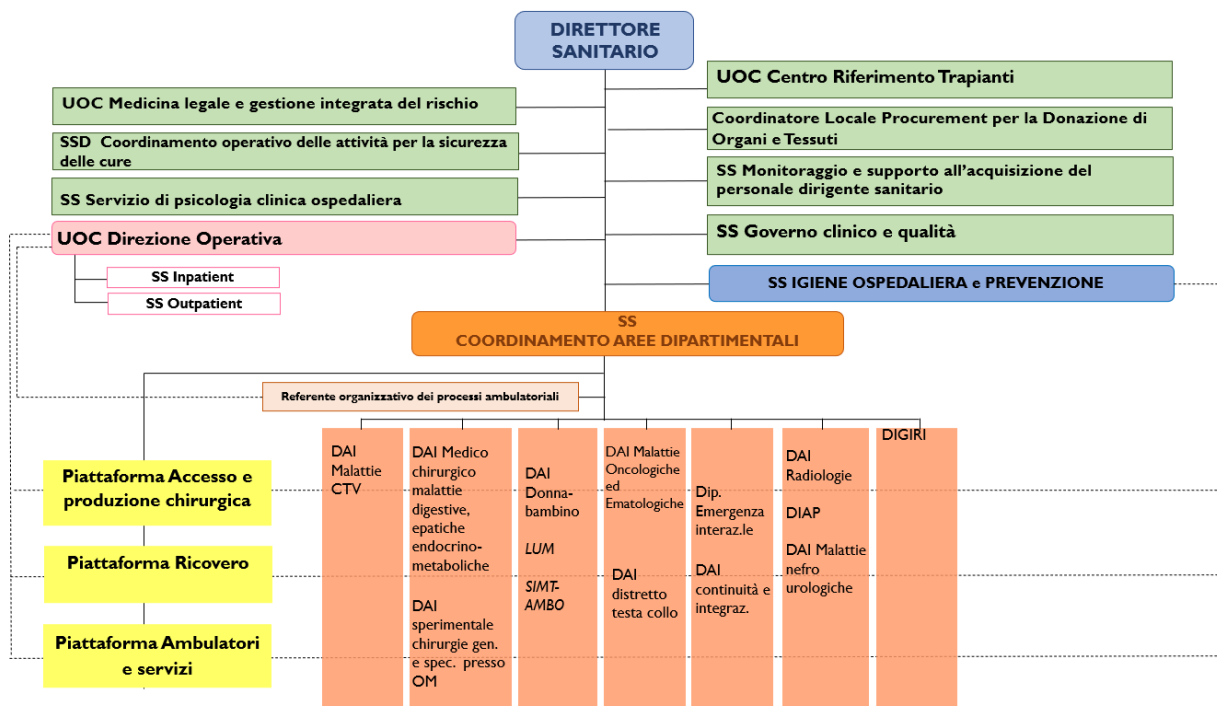 DIRETTORE
SANITARIO
UOC Medicina legale e gestione integrata del rischio
SSD Coordinamento operativo delle attività per la sicurezza
delle cure
SS Servizio di psicologia clinica ospedaliera
UOC Direzione Operativa
SS Inpatient
SS Outpatient
UOC Centro Riferimento Trapianti
Coordinatore Locale Procurement per la Donazione di
Organi e Tessuti
SS Monitoraggio e supporto all’acquisizione del
personale dirigente sanitario
SS Governo clinico e qualità
SS IGIENE OSPEDALIERA e PREVENZIONE
SS
COORDINAMENTO AREE DIPARTIMENTALI
Referente organizzativo dei processi ambulatoriali
Piattaforma Accesso e
produzione chirurgica
Piattaforma Ricovero
Piattaforma Ambulatori
e servizi
DAI
Malattie
CTV
DAI Medico
chirurgico
malattie
digestive,
epatiche
endocrino-
metaboliche
DAI
sperimentale
chirurgie gen.
e spec. presso
OM
DAI
Donna-
bambino
LUM
SIMT-
AMBO
DAI Malattie
Oncologiche
ed
Ematologiche
DAI
distretto
testa collo
Dip.
Emergenza
interaz.le
DAI
continuità e
integraz.
DAI
Radiologie
DIAP
DAI Malattie
nefro
urologiche
DIGIRI